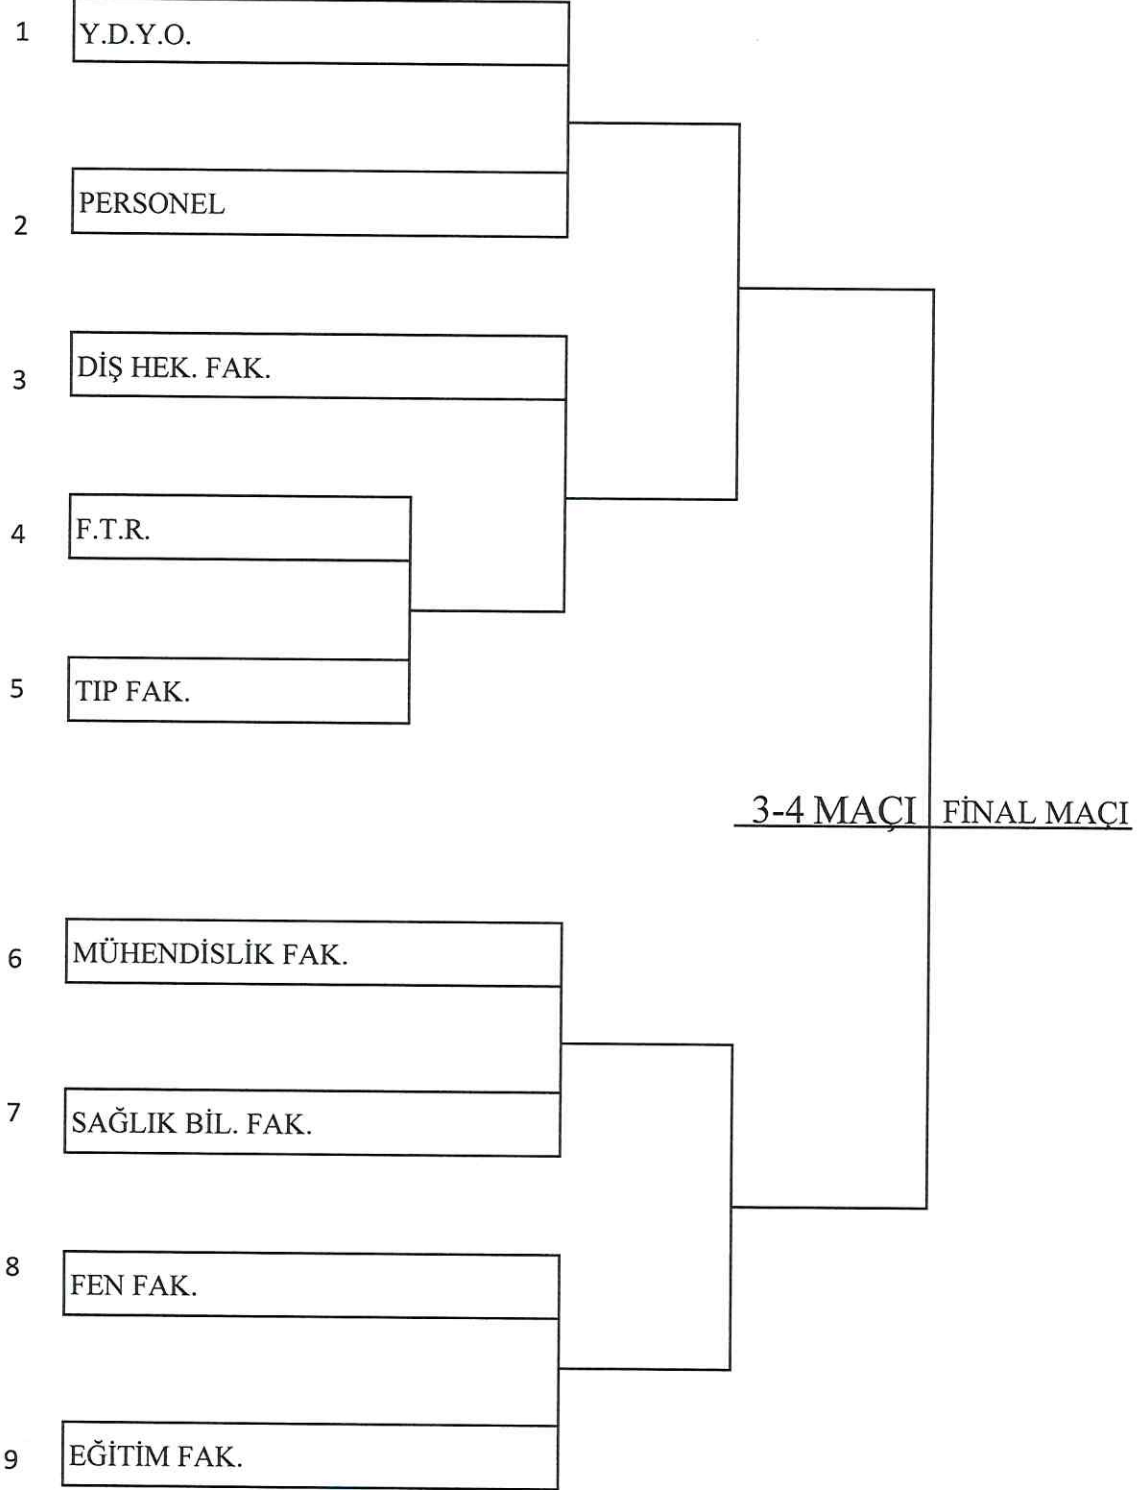 1 Y.D.Y.O.
2 PERSONEL
3 DİŞ HEK. FAK.
4 F.T.R.
5 TIP FAK.
3-4 MAÇI FİNAL MAÇI
6 MÜHENDİSLİK FAK.
7 SAĞLIK BİL. FAK.
8 FEN FAK.
9 EĞİTİM FAK.